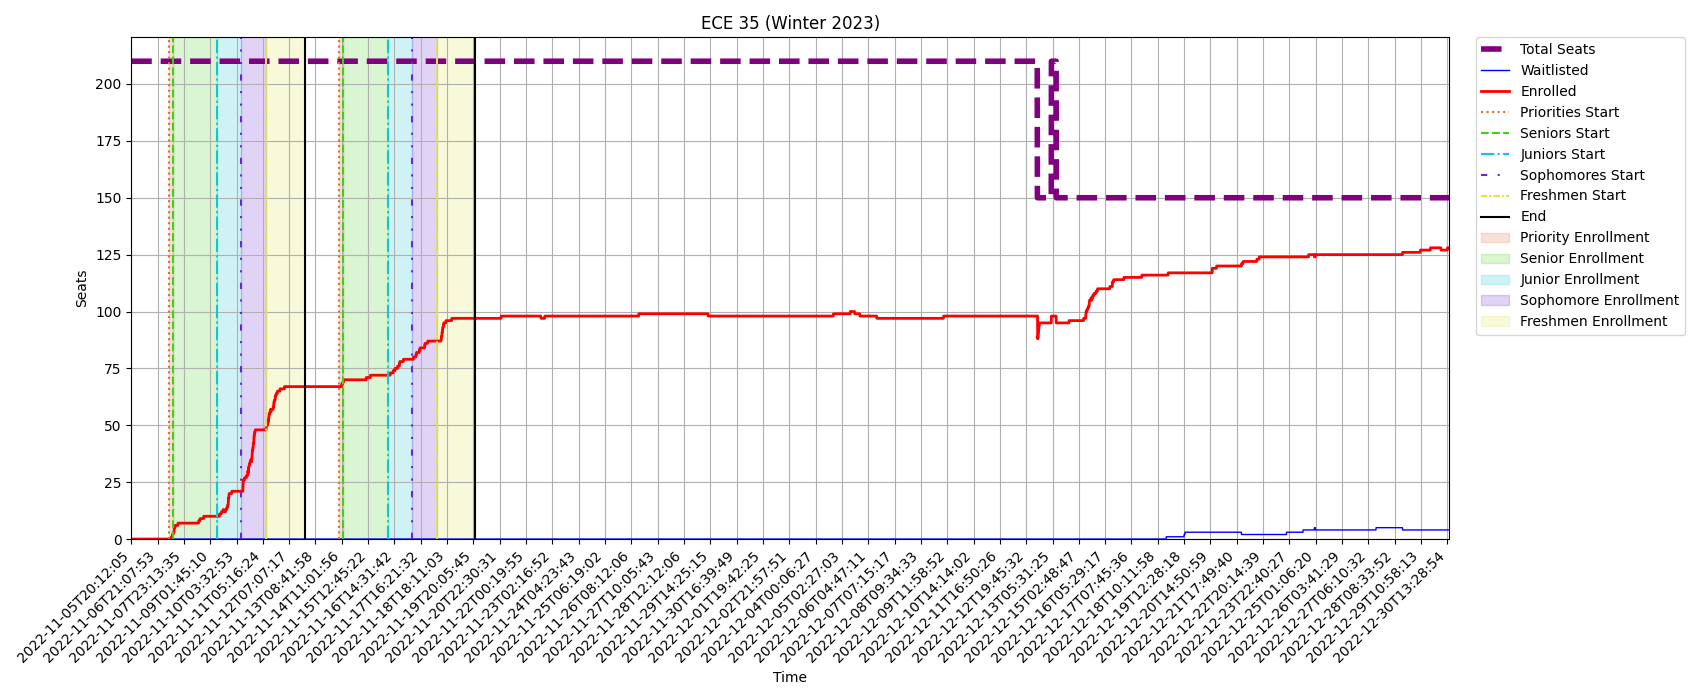 ECE 35 (Winter 2023)
Total Seats
Waitlisted
Enrolled
Priorities Start
Seniors Start
Juniors Start
Sophomores Start
Freshmen Start
End
Priority Enrollment
Senior Enrollment
Junior Enrollment
Sophomore Enrollment
Freshmen Enrollment
Seats
200
175
150
125
100
75
50
25
0
2022-11-05T20:12:05
2022-11-06T21:07:53
2022-11-07T23:13:35
2022-11-09T01:45:10
2022-11-10T03:32:53
2022-11-11T05:16:24
2022-11-12T07:07:17
2022-11-13T08:41:58
2022-11-14T11:01:56
2022-11-15T12:45:22
2022-11-16T14:31:42
2022-11-17T16:21:32
2022-11-18T18:11:03
2022-11-19T20:05:45
2022-11-20T22:30:31
2022-11-22T00:19:55
2022-11-23T02:16:52
2022-11-24T04:23:43
2022-11-25T06:19:02
2022-11-26T08:12:06
2022-11-27T10:05:43
2022-11-28T12:12:06
2022-11-29T14:25:15
2022-11-30T16:39:49
2022-12-01T19:42:25
2022-12-02T21:57:51
2022-12-04T00:06:27
2022-12-05T02:27:03
2022-12-06T04:47:11
2022-12-07T07:15:17
2022-12-08T09:34:33
2022-12-09T11:58:52
2022-12-10T14:14:02
2022-12-11T16:50:26
2022-12-12T19:45:32
2022-12-13T05:31:25
2022-12-15T02:48:47
2022-12-16T05:29:17
2022-12-17T07:45:36
2022-12-18T10:11:58
2022-12-19T12:28:18
2022-12-20T14:50:59
2022-12-21T17:49:40
2022-12-22T20:14:39
2022-12-23T22:40:27
2022-12-25T01:06:20
2022-12-26T03:41:29
2022-12-27T06:10:32
2022-12-28T08:33:52
2022-12-29T10:58:13
2022-12-30T13:28:54
Time